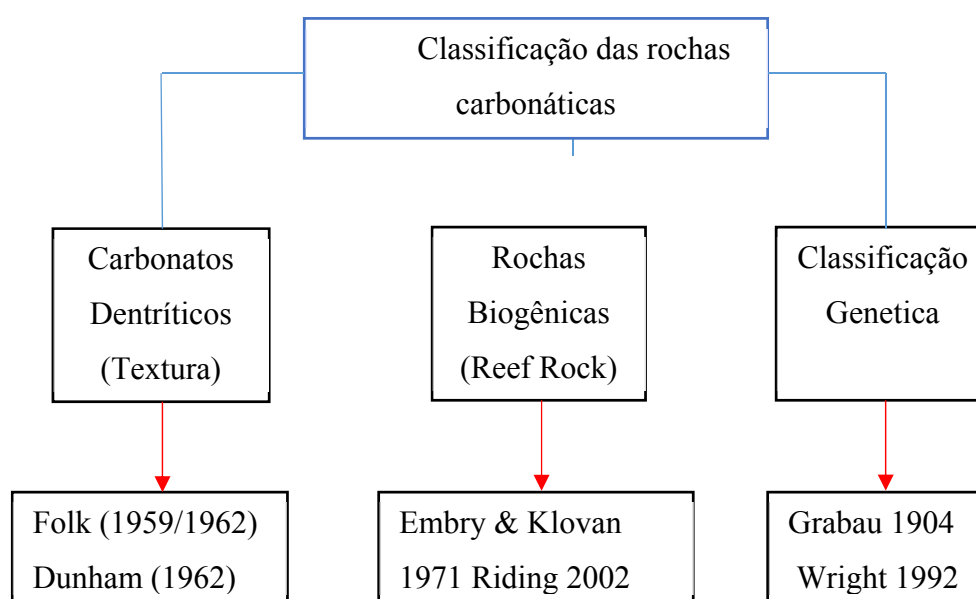 Classificação das rochas
carbonáticas
Carbonatos
Dentríticos
(Textura)
Rochas
Biogênicas
(Reef Rock)
Classificação
Genetica
Folk (1959/1962)
Dunham (1962)
Embry & Klovan
1971 Riding 2002
Grabau 1904
Wright 1992